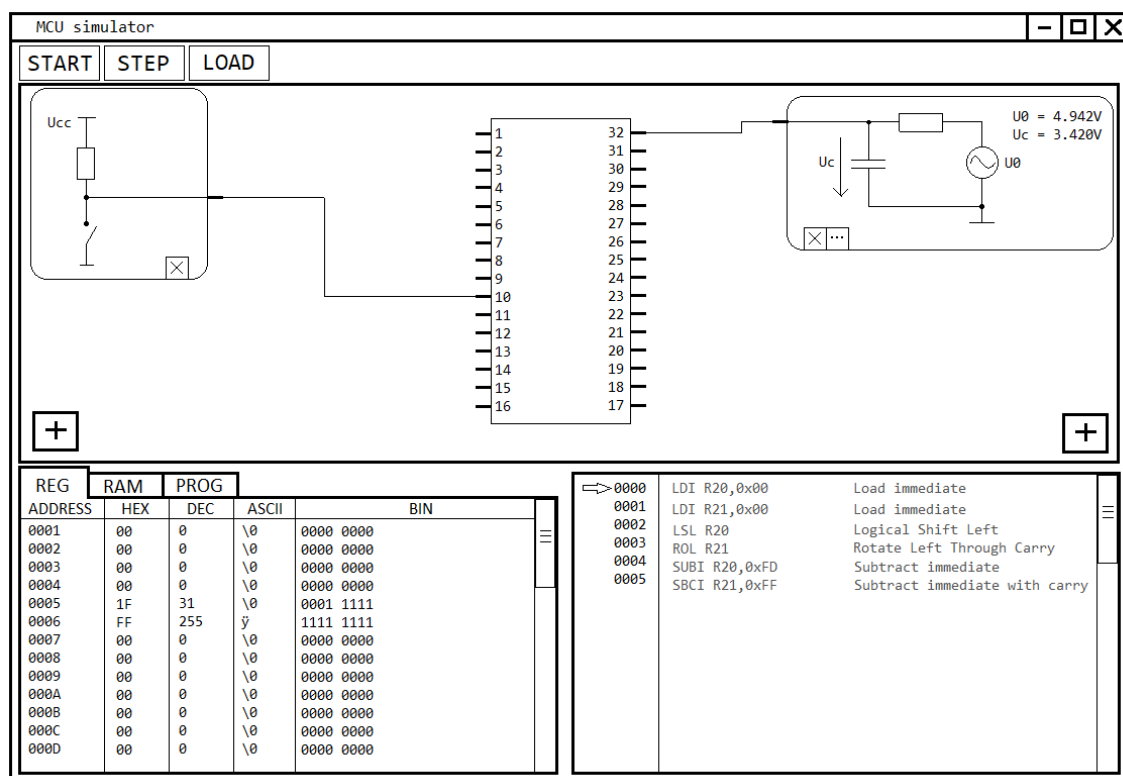 MCU simulator
START STEP LOAD
Ucc
U0 = 4.942V
Uc = 3.420V
Uc
U0
1 32
2 31
3 30
4 29
5 28
6 27
7 26
8 25
9 24
10 23
11 22
12 21
13 20
14 19
15 18
16 17
+ +
REG RAM PROG
ADDRESS HEX DEC ASCII BIN
0001 00 0 \0 0000 0000
0002 00 0 \0 0000 0000
0003 00 0 \0 0000 0000
0004 00 0 \0 0000 0000
0005 1F 31 \0 0001 1111
0006 FF 255 ÿ 1111 1111
0007 00 0 \0 0000 0000
0008 00 0 \0 0000 0000
0009 00 0 \0 0000 0000
000A 00 0 \0 0000 0000
000B 00 0 \0 0000 0000
000C 00 0 \0 0000 0000
000D 00 0 \0 0000 0000
0000 LDI R20,0x00 Load immediate
0001 LDI R21,0x00 Load immediate
0002 LSL R20 Logical Shift Left
0003 ROL R21 Rotate Left Through Carry
0004 SUBI R20,0xFD Subtract immediate
0005 SBCI R21,0xFF Subtract immediate with carry